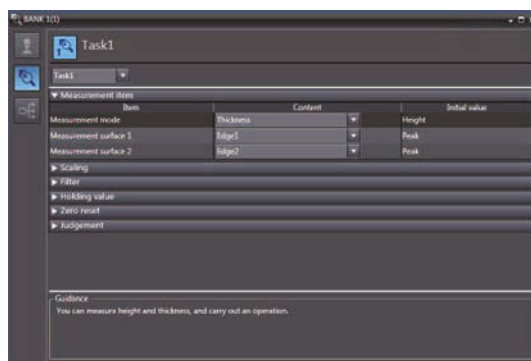 BANK 1(1)
Task1
Task1
▼ Measurement item
Item Content Initial value
Measurement mode Thickness Height
Measurement surface 1 Edge1 Peak
Measurement surface 2 Edge2 Peak
▶ Scaling
▶ Filter
▶ Holding value
▶ Zero reset
▶ Judgement
Guidance
You can measure height and thickness, and carry out an operation.